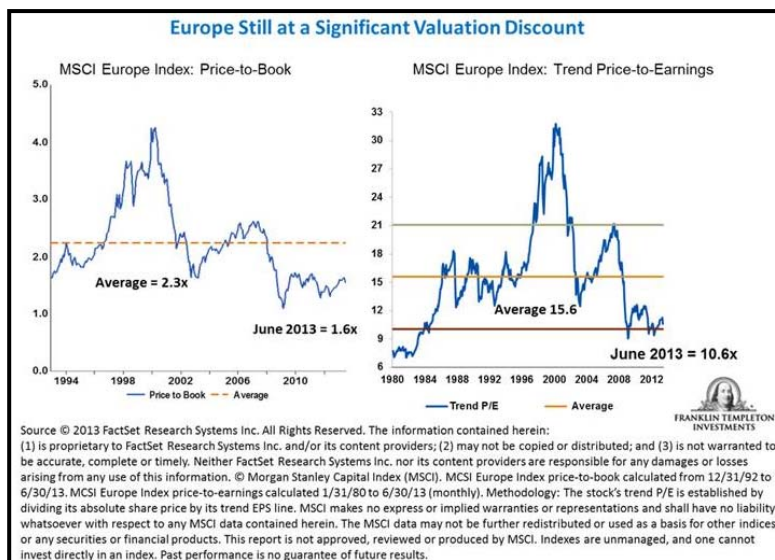 Europe Still at a Significant Valuation Discount
MSCI Europe Index: Price-to-Book
5.0
4.0
3.0
2.0
1.0
0.0
Average = 2.3x
June 2013 = 1.6x
1994 1998 2002 2006 2010
Price to Book Average
MSCI Europe Index: Trend Price-to-Earnings
33
30
27
24
21
18
15
12
9
6
Average 15.6
June 2013 = 10.6x
1980 1984 1988 1992 1996 2000 2004 2008 2012
Trend P/E Average
FRANKLIN TEMPLETON
INVESTMENTS
Source © 2013 FactSet Research Systems Inc. All Rights Reserved. The information contained herein:
(1) is proprietary to FactSet Research Systems Inc. and/or its content providers; (2) may not be copied or distributed; and (3) is not warranted to
be accurate, complete or timely. Neither FactSet Research Systems Inc. nor its content providers are responsible for any damages or losses
arising from any use of this information. © Morgan Stanley Capital Index (MSCI). MCSI Europe Index price-to-book calculated from 12/31/92 to
6/30/13. MCSI Europe Index price-to-earnings calculated 1/31/80 to 6/30/13 (monthly). Methodology: The stock's trend P/E is established by
dividing its absolute share price by its trend EPS line. MSCI makes no express or implied warranties or representations and shall have no liability
whatsoever with respect to any MSCI data contained herein. The MSCI data may not be further redistributed or used as a basis for other indices
or any securities or financial products. This report is not approved, reviewed or produced by MSCI. Indexes are unmanaged, and one cannot
invest directly in an index. Past performance is no guarantee of future results.